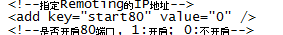 <!--指定Remoting的IP地址-->
<add key="start80" value="0" />
<!--是否开启80端口，1:开启; 0:不开启-->